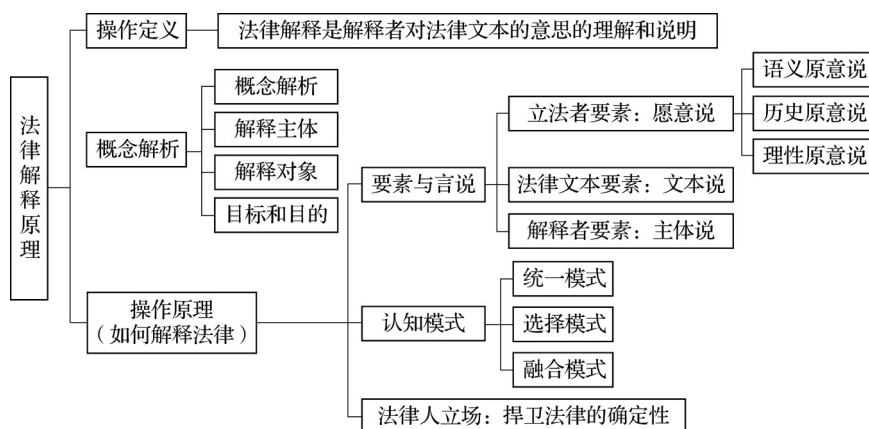 法律解释原理
操作定义
法律解释是解释者对法律文本的意思的理解和说明
概念解析
概念解析
解释主体
解释对象
目标和目的
操作原理
（如何解释法律）
要素与言说
立法者要素：愿意说
语义原意说
历史原意说
理性原意说
法律文本要素：文本说
解释者要素：主体说
认知模式
统一模式
选择模式
融合模式
法律人立场：捍卫法律的确定性